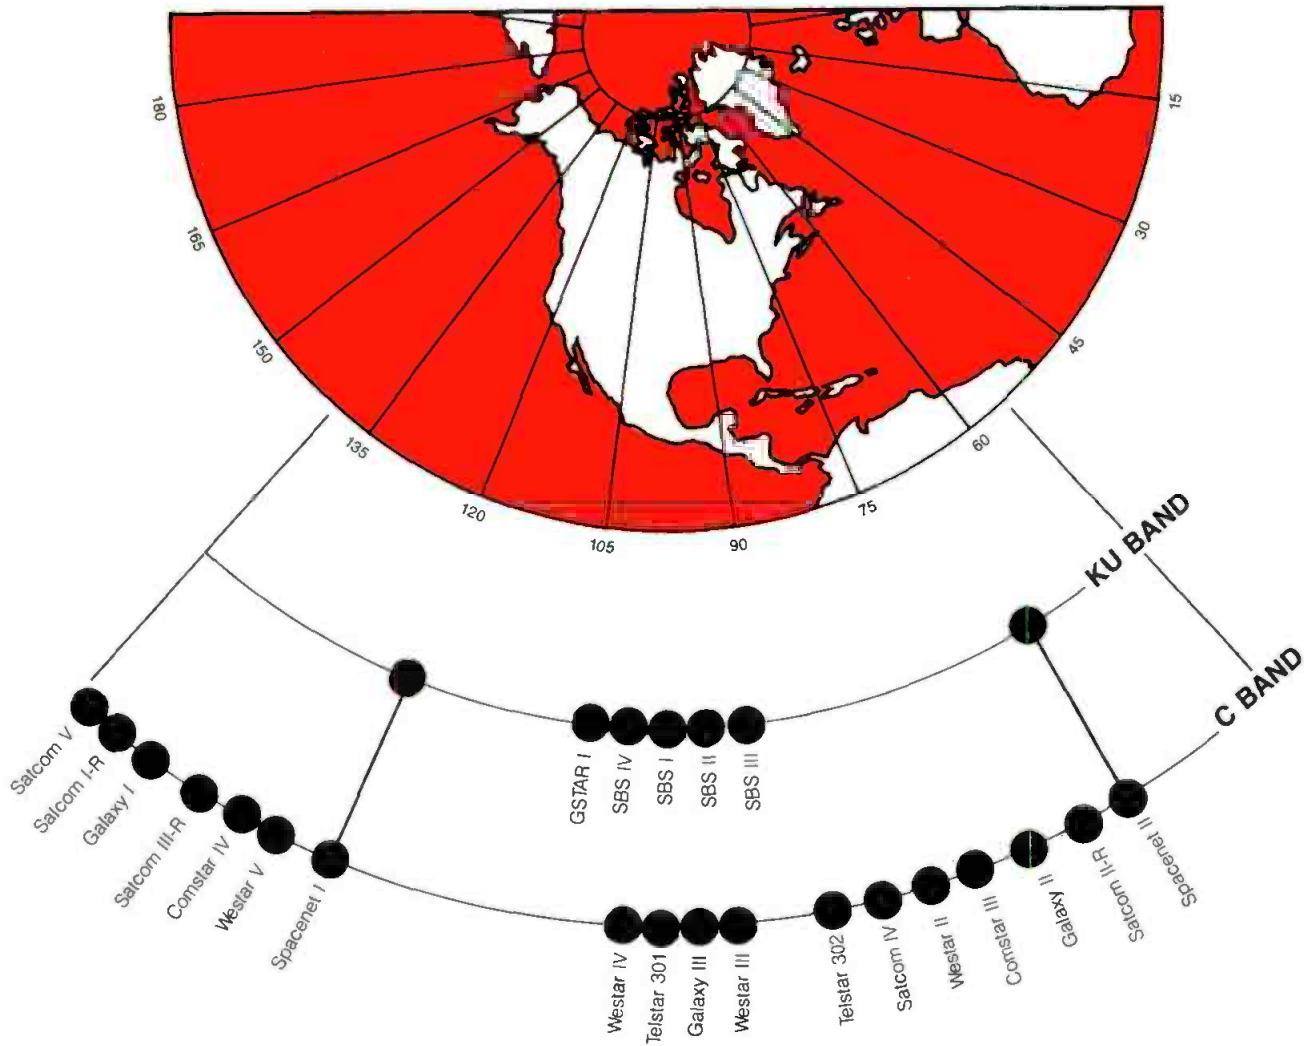 180
165
150
135
120
105
90
75
60
45
30
15
KU BAND
C BAND
GSTAR I
SBS IV
SBS I
SBS II
SBS III
Satcom V
Satcom I-R
Galaxy I
Satcom III-R
Comstar IV
Westar V
Spacenet I
Westar IV
Telstar 301
Galaxy III
Westar III
Telstar 302
Satcom IV
Westar II
Comstar III
Galaxy II
Satcom II-R
Spacenet II